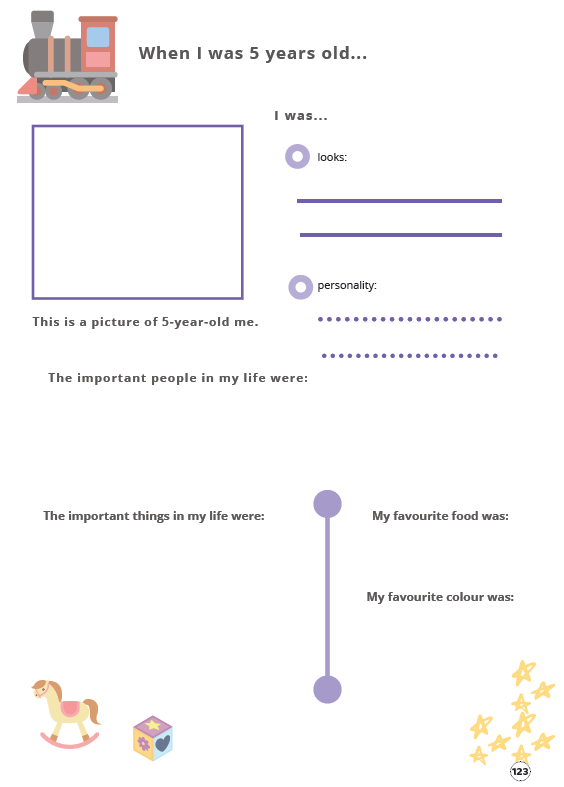 When I was 5 years old...
I was...
looks:
personality:
This is a picture of 5-year-old me.
The important people in my life were:
The important things in my life were:
My favourite food was:
My favourite colour was:
123